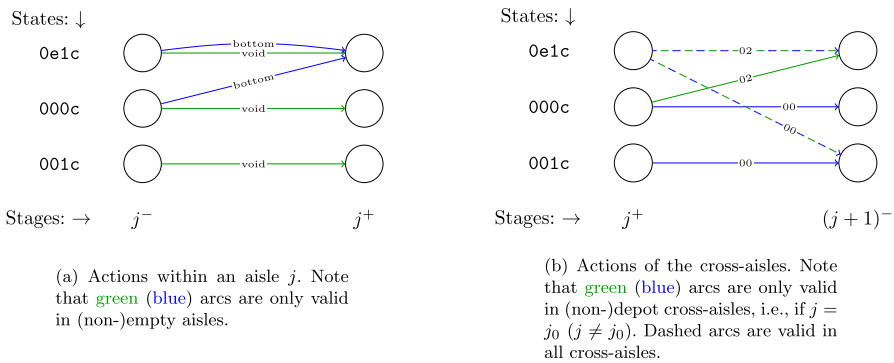 States: ↓
0e1c
bottom
void
bottom
000c
void
001c
void
Stages: → j⁻ j⁺
(a) Actions within an aisle j. Note
that green (blue) arcs are only valid
in (non-)empty aisles.
States: ↓
0e1c
02
02
000c
00
00
001c
00
Stages: → j⁺ (j + 1)⁻
(b) Actions of the cross-aisles. Note
that green (blue) arcs are only valid
in (non-)depot cross-aisles, i.e., if j =
j₀ (j ≠ j₀). Dashed arcs are valid in
all cross-aisles.